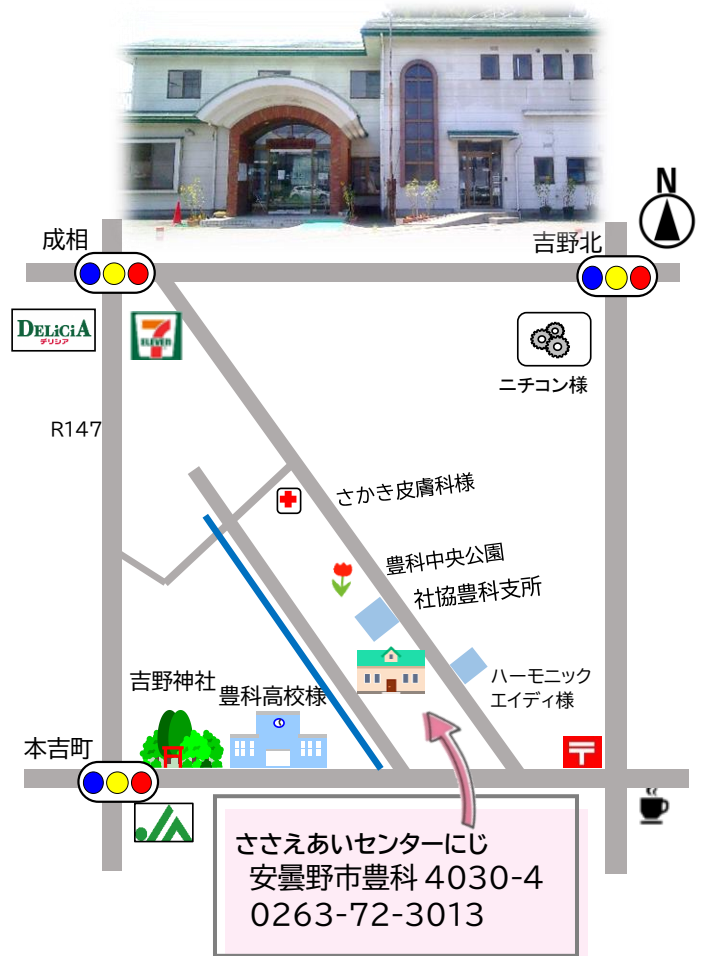 N
成相
吉野北
DELiCiA
デリシア
7
ELEVEN
ニチコン様
R147
さかき皮膚科様
豊科中央公園
社協豊科支所
ハーモニック
エイディ様
吉野神社
豊科高校様
本吉町
〒
ささえあいセンターにじ
安曇野市豊科 4030-4
0263-72-3013